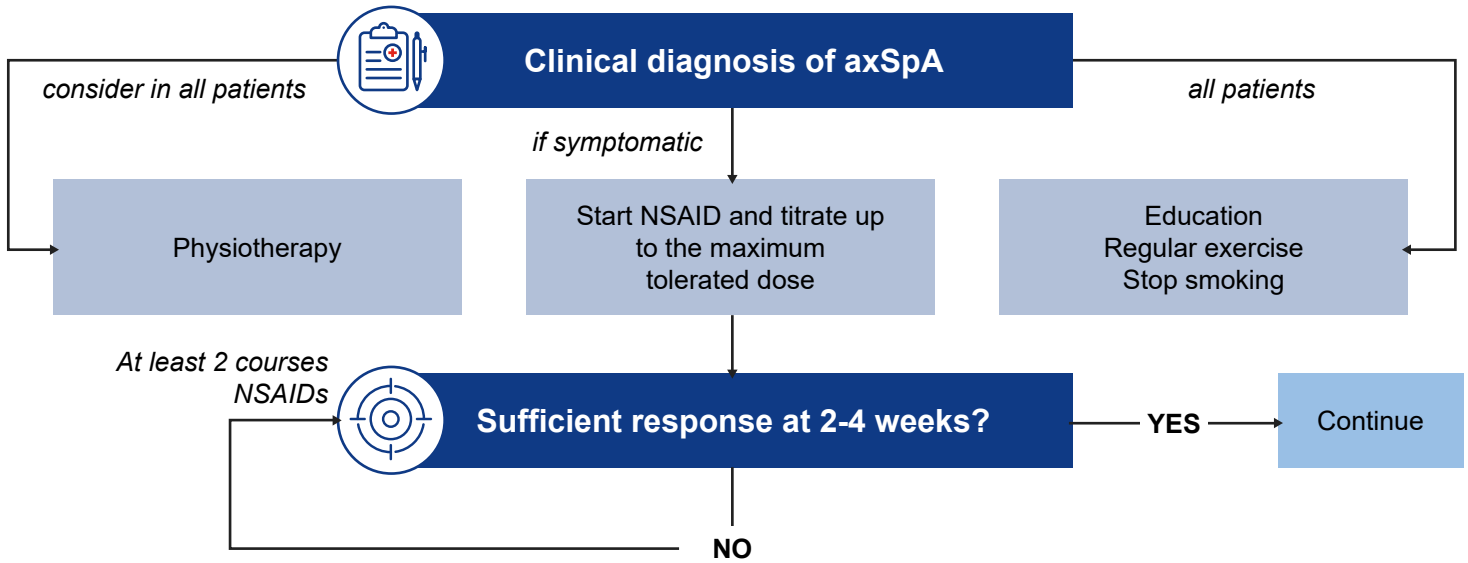 Clinical diagnosis of axSpA
consider in all patients
if symptomatic
all patients
Physiotherapy
Start NSAID and titrate up
to the maximum
tolerated dose
Education
Regular exercise
Stop smoking
At least 2 courses
NSAIDs
Sufficient response at 2-4 weeks?
YES
Continue
NO